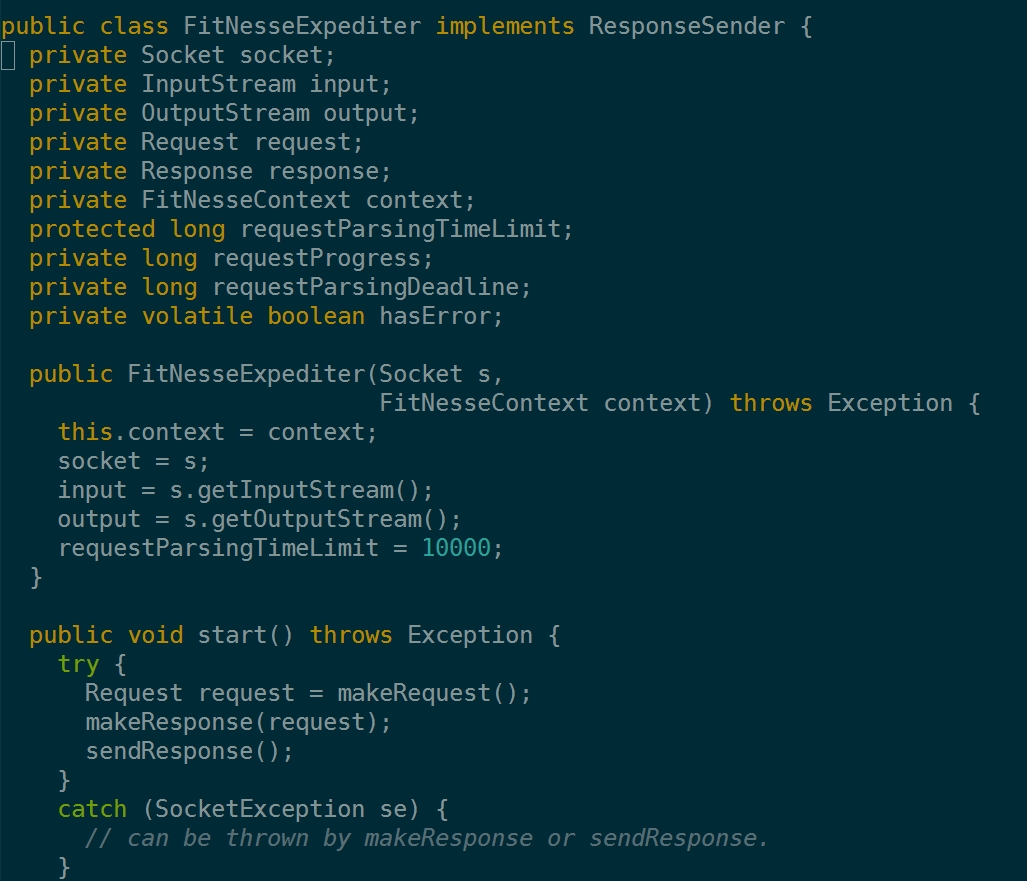 public class FitNesseExpediter implements ResponseSender {
  private Socket socket;
  private InputStream input;
  private OutputStream output;
  private Request request;
  private Response response;
  private FitNesseContext context;
  protected long requestParsingTimeLimit;
  private long requestProgress;
  private long requestParsingDeadline;
  private volatile boolean hasError;

  public FitNesseExpediter(Socket s,
                           FitNesseContext context) throws Exception {
    this.context = context;
    socket = s;
    input = s.getInputStream();
    output = s.getOutputStream();
    requestParsingTimeLimit = 10000;
  }

  public void start() throws Exception {
    try {
      Request request = makeRequest();
      makeResponse(request);
      sendResponse();
    }
    catch (SocketException se) {
      // can be thrown by makeResponse or sendResponse.
    }